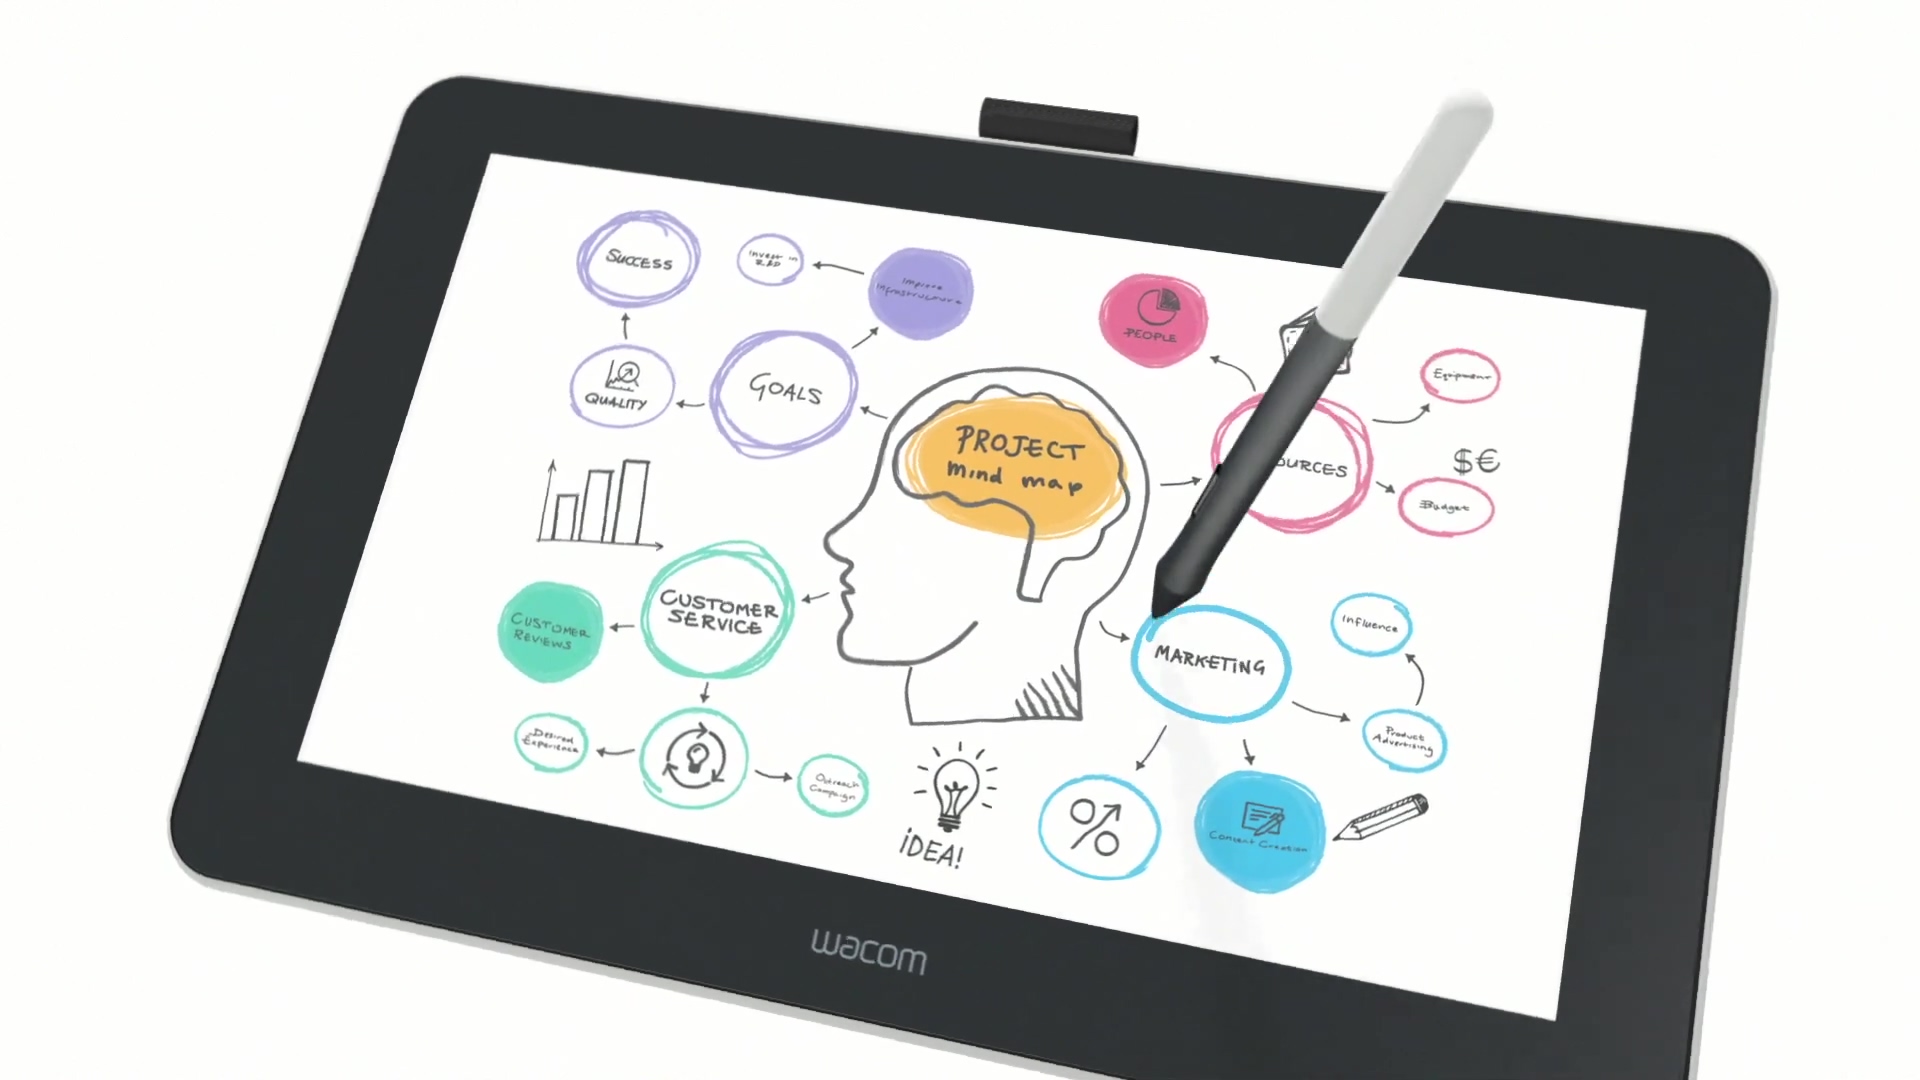 SUCCESS
Invest in
R&D
Improve
Infrastructure
PEOPLE
QUALITY
GOALS
Equipment
PROJECT
mind map
OURCES
$€
Budget
CUSTOMER
SERVICE
CUSTOMER
REVIEWS
Influence
MARKETING
Desired
Experience
Product
Advertising
Outreach
Campaign
%
Content Creation
iDEA!
wacom